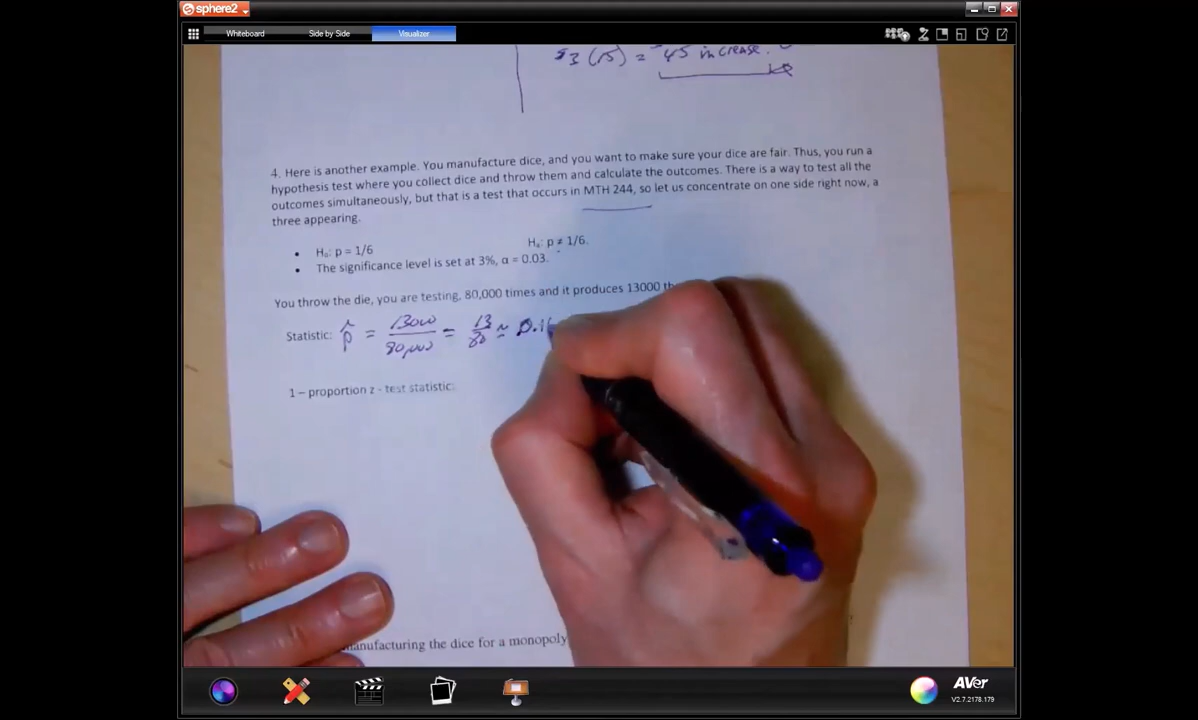 sphere2
Whiteboard Side by Side Visualizer
3 (15) = 45 increase.
4. Here is another example. You manufacture dice, and you want to make sure your dice are fair. Thus, you run a
hypothesis test where you collect dice and throw them and calculate the outcomes. There is a way to test all the
outcomes simultaneously, but that is a test that occurs in MTH 244, so let us concentrate on one side right now, a
three appearing.
• H₀: p = 1/6 Hₐ: p ≠ 1/6.
• The significance level is set at 3%, α = 0.03.
You throw the die, you are testing, 80,000 times and it produces 13000 th
Statistic: p̂ = 13000/80,000 = 13/80 ≈ 0.16
1 – proportion z - test statistic:
manufacturing the dice for a monopoly
AVer
V2.7.2178.179